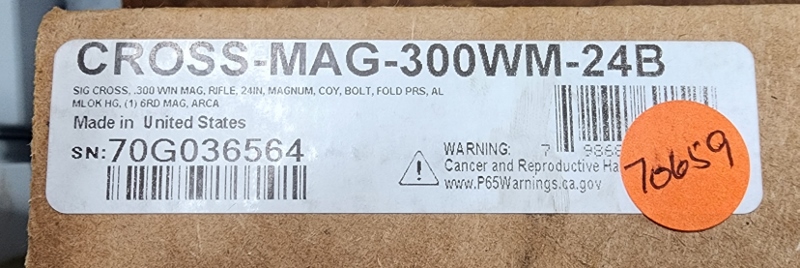 CROSS-MAG-300WM-24B
SIG CROSS, .300 WIN MAG, RIFLE, 24IN, MAGNUM, COY, BOLT, FOLD PRS, AL
MLOK HG, (1) 6RD MAG, ARCA
Made in United States
SN: 70G036564
7 986
WARNING:
Cancer and Reproductive Ha
www.P65Warnings.ca.gov
70659